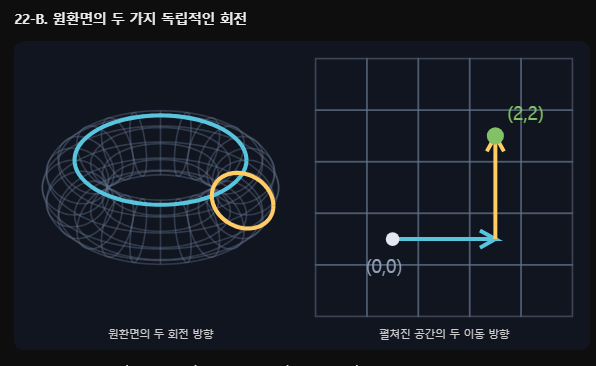 22-B. 원환면의 두 가지 독립적인 회전
(2,2)
(0,0)
원환면의 두 회전 방향
펼쳐진 공간의 두 이동 방향